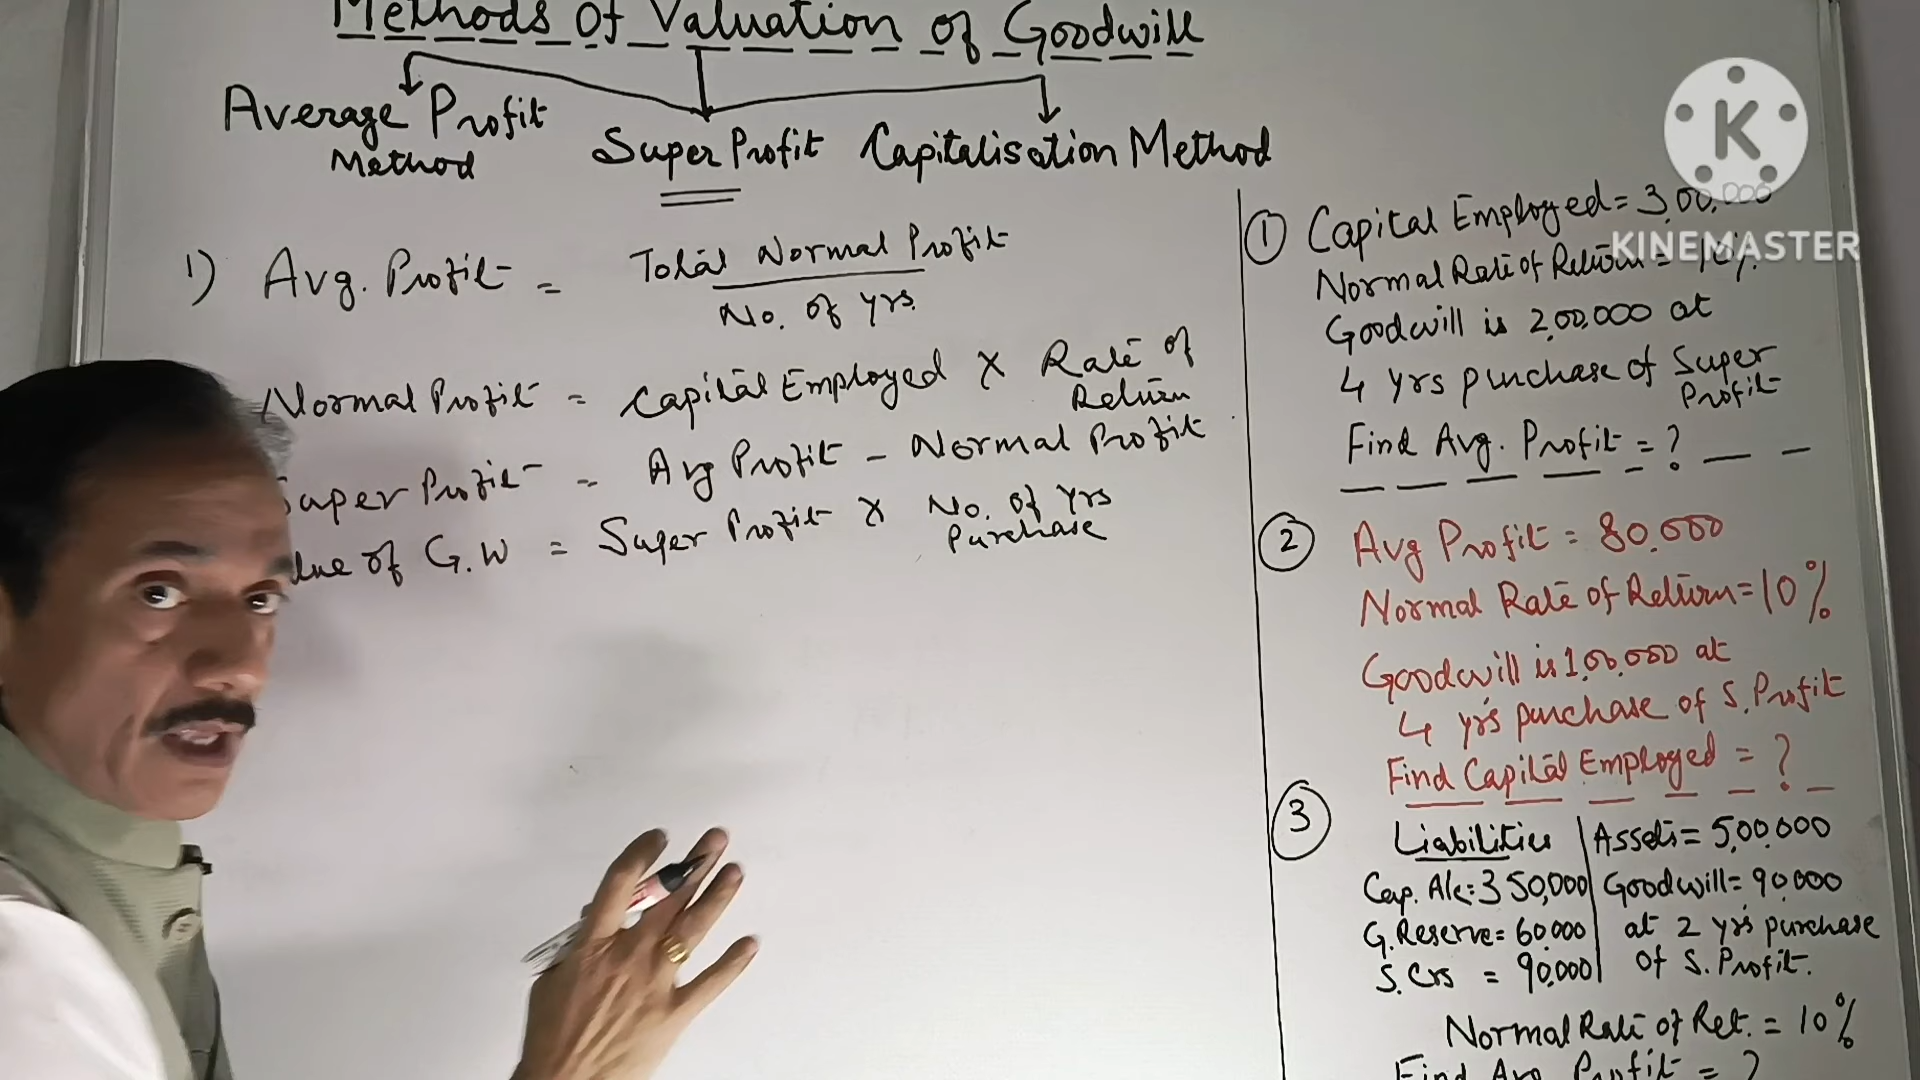 Methods of Valuation of Goodwill
Average Profit
Method
Super Profit
Capitalisation Method
1) Avg. Profit = Total Normal Profit
No. of yrs.
Normal Profit = Capital Employed X Rate of
Return
Super Profit = Avg Profit - Normal Profit
lue of G.W = Super Profit X No. of yrs
Purchase
K
KINEMASTER
① Capital Employed = 3,00,000
Normal Rate of Return = 10%.
Goodwill is 2,00,000 at
4 yrs purchase of Super
Profit
Find Avg. Profit = ?
② Avg Profit = 80,000
Normal Rate of Return = 10%
Goodwill is 1,00,000 at
4 yrs purchase of S. Profit
Find Capital Employed = ?
③ Liabilities
Cap. A/c = 350,000
G. Reserve = 60,000
S. Crs = 90,000
Assets = 5,00,000
Goodwill = 90,000
at 2 yrs purchase
of S. Profit.
Normal Rate of Ret. = 10%
Find Avg Profit = ?